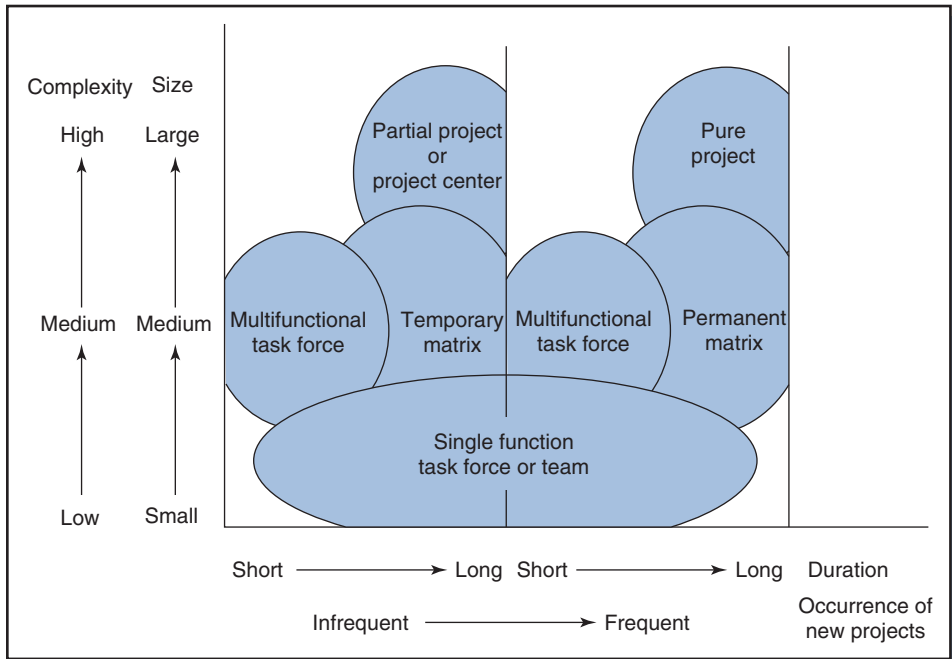 Complexity Size
High Large
Medium Medium
Low Small
Partial project
or
project center
Pure
project
Multifunctional
task force
Temporary
matrix
Multifunctional
task force
Permanent
matrix
Single function
task force or team
Short Long Short Long Duration
Infrequent Frequent
Occurrence of
new projects